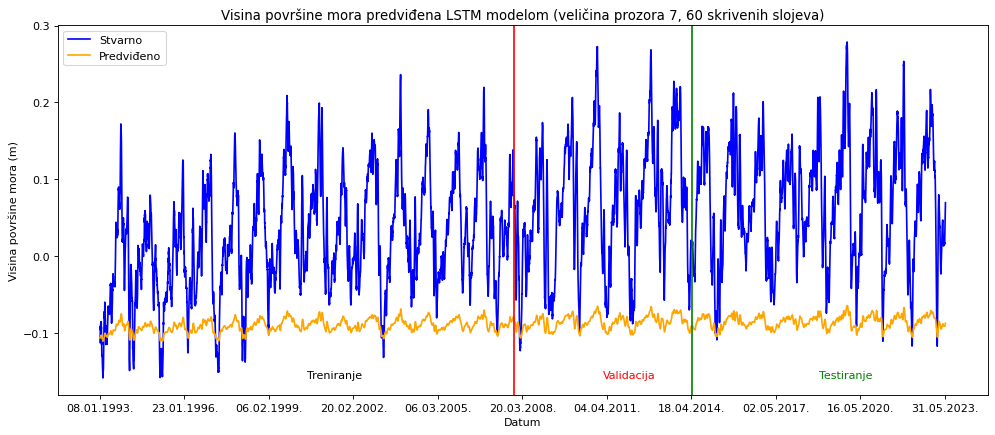 Visina površine mora predviđena LSTM modelom (veličina prozora 7, 60 skrivenih slojeva)
Stvarno
Predviđeno
Visina površine mora (m)
0.3
0.2
0.1
0.0
−0.1
Treniranje
Validacija
Testiranje
08.01.1993. 23.01.1996. 06.02.1999. 20.02.2002. 06.03.2005. 20.03.2008. 04.04.2011. 18.04.2014. 02.05.2017. 16.05.2020. 31.05.2023.
Datum